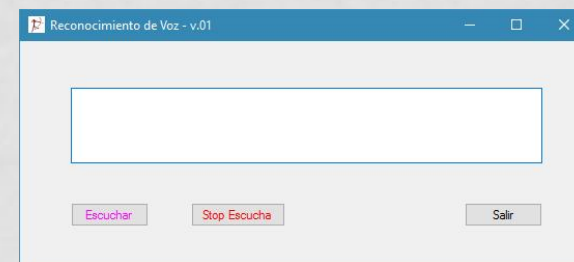 Reconocimiento de Voz - v.01
Escuchar Stop Escucha Salir